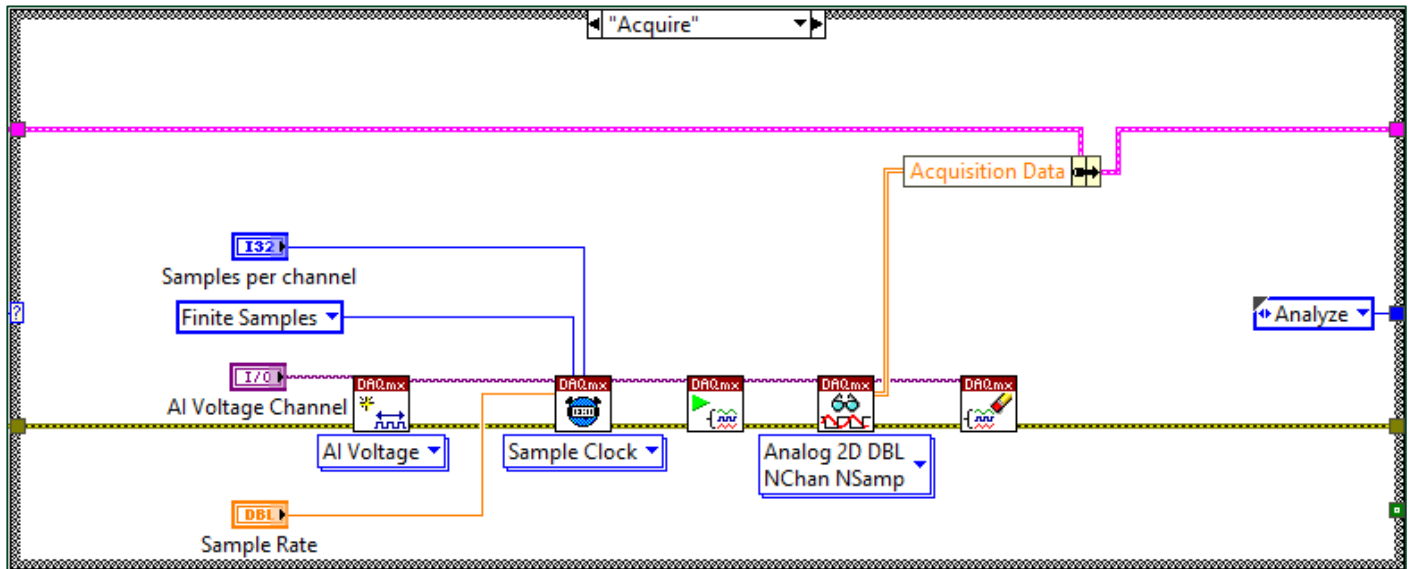 "Acquire"
Acquisition Data
I32
Samples per channel
Finite Samples
?
Analyze
I/O
AI Voltage Channel
DAQmx
DAQmx
DAQmx
DAQmx
DAQmx
AI Voltage
Sample Clock
Analog 2D DBL
NChan NSamp
DBL
Sample Rate